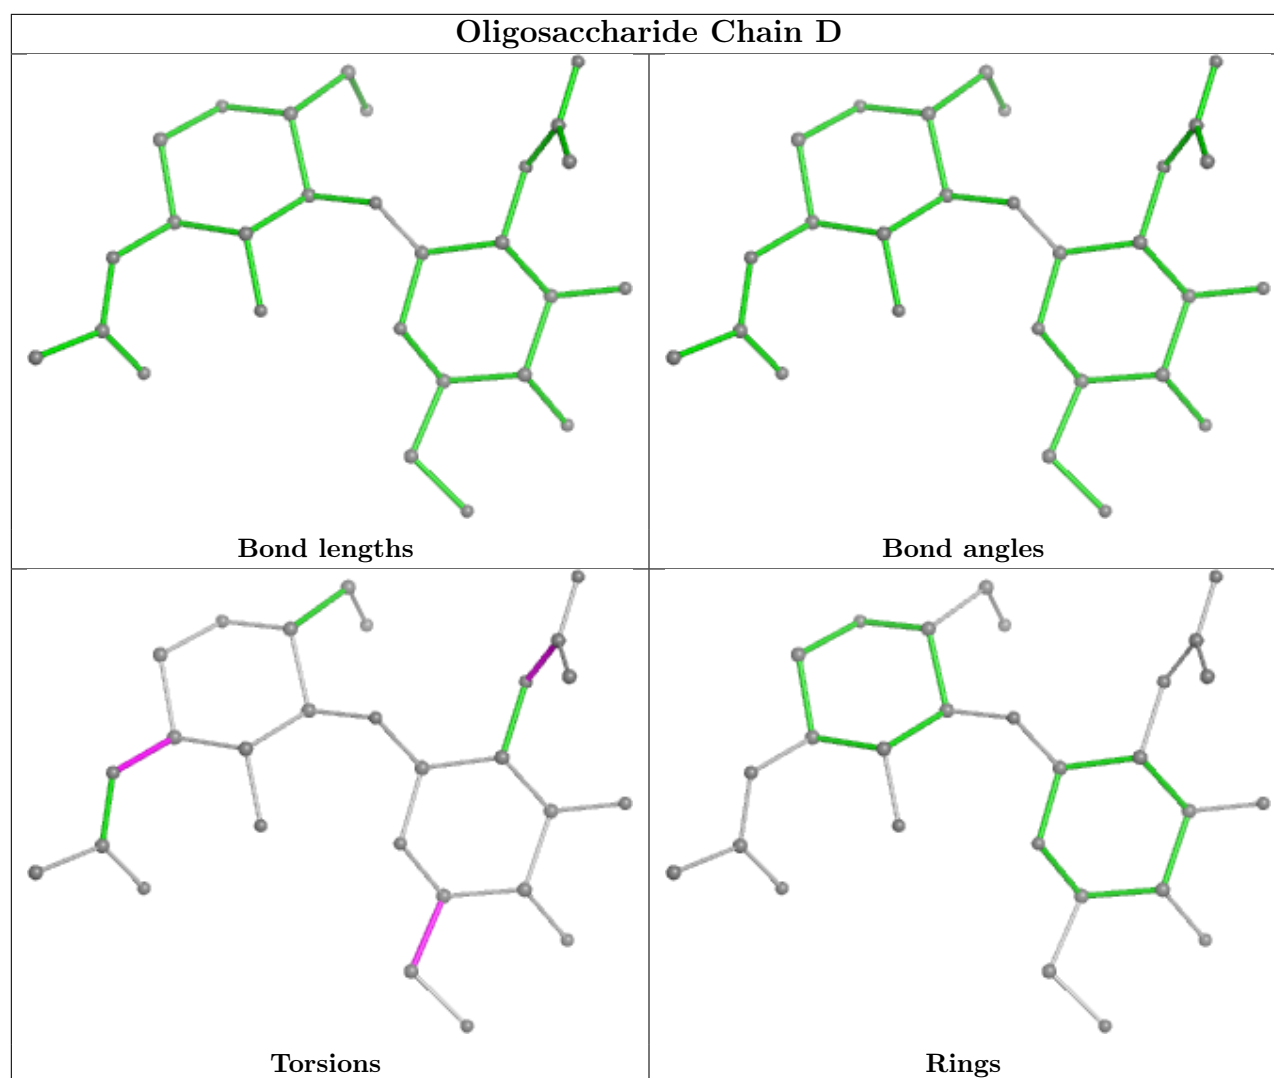 Oligosaccharide Chain D
Bond lengths
Bond angles
Torsions
Rings